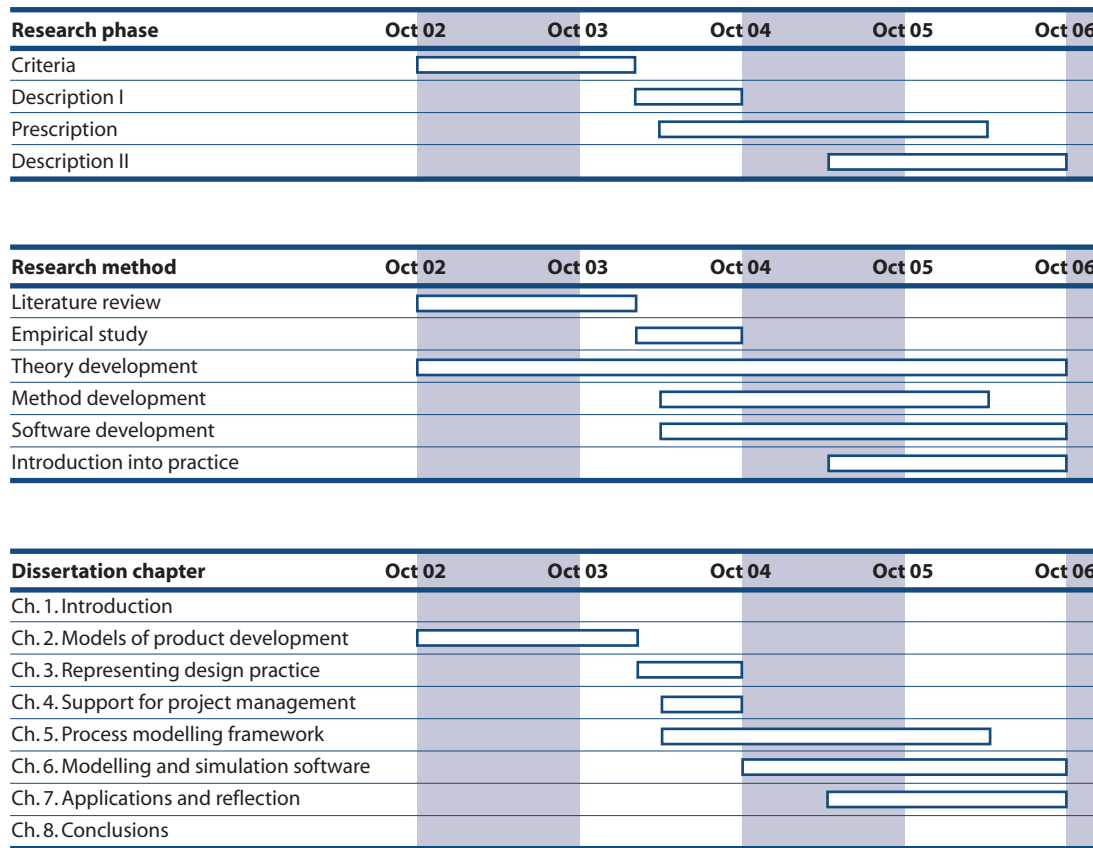 Research phase Oct 02 Oct 03 Oct 04 Oct 05 Oct 06
Criteria
Description I
Prescription
Description II
Research method Oct 02 Oct 03 Oct 04 Oct 05 Oct 06
Literature review
Empirical study
Theory development
Method development
Software development
Introduction into practice
Dissertation chapter Oct 02 Oct 03 Oct 04 Oct 05 Oct 06
Ch. 1. Introduction
Ch. 2. Models of product development
Ch. 3. Representing design practice
Ch. 4. Support for project management
Ch. 5. Process modelling framework
Ch. 6. Modelling and simulation software
Ch. 7. Applications and reflection
Ch. 8. Conclusions